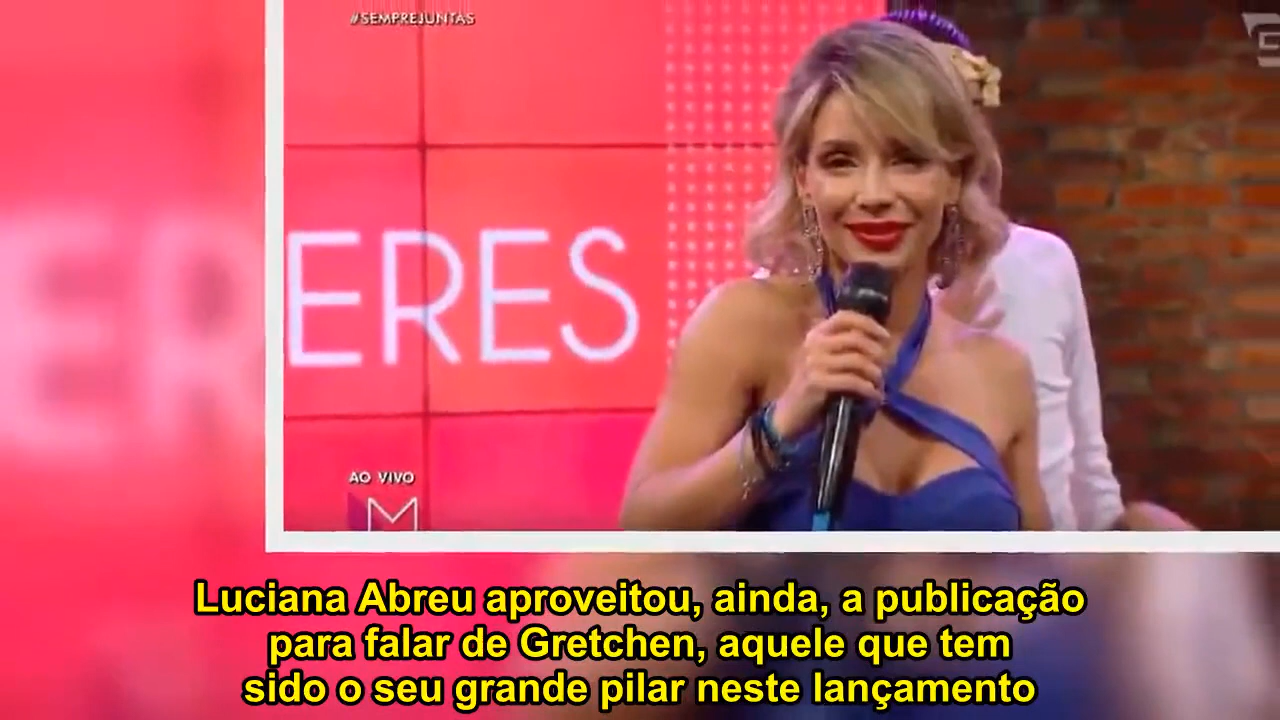 #SEMPREJUNTAS
ERES
AO VIVO
Luciana Abreu aproveitou, ainda, a publicação
para falar de Gretchen, aquele que tem
sido o seu grande pilar neste lançamento